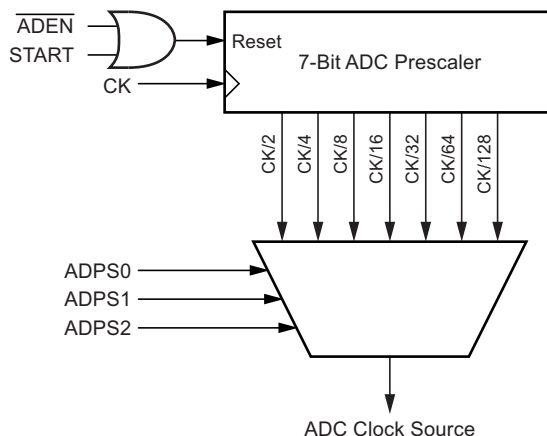 ADEN
START
Reset
7-Bit ADC Prescaler
CK
CK/2
CK/4
CK/8
CK/16
CK/32
CK/64
CK/128
ADPS0
ADPS1
ADPS2
ADC Clock Source